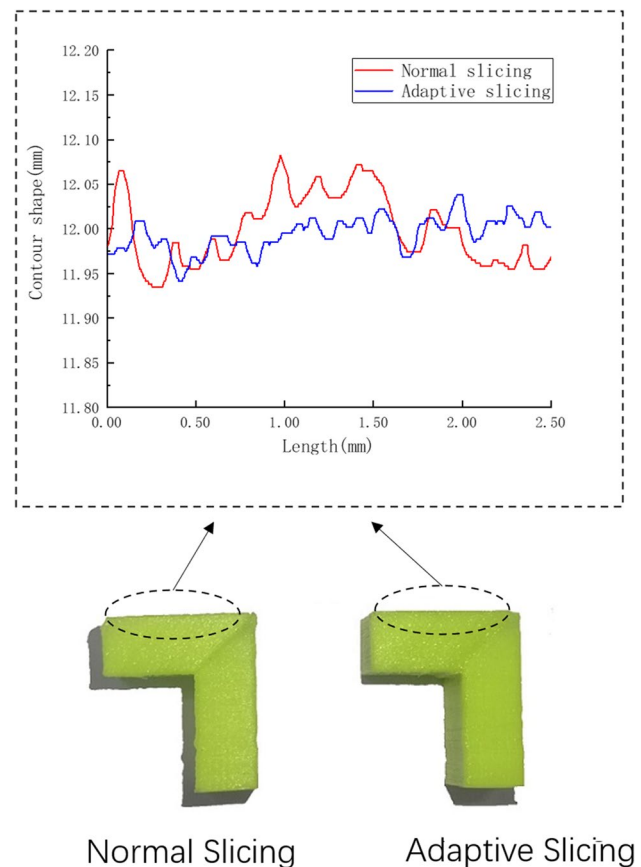 12.20
12.15
12.10
12.05
12.00
11.95
11.90
11.85
11.80
Contour shape(mm)
Normal slicing
Adaptive slicing
0.00 0.50 1.00 1.50 2.00 2.50
Length(mm)
Normal Slicing
Adaptive Slicing